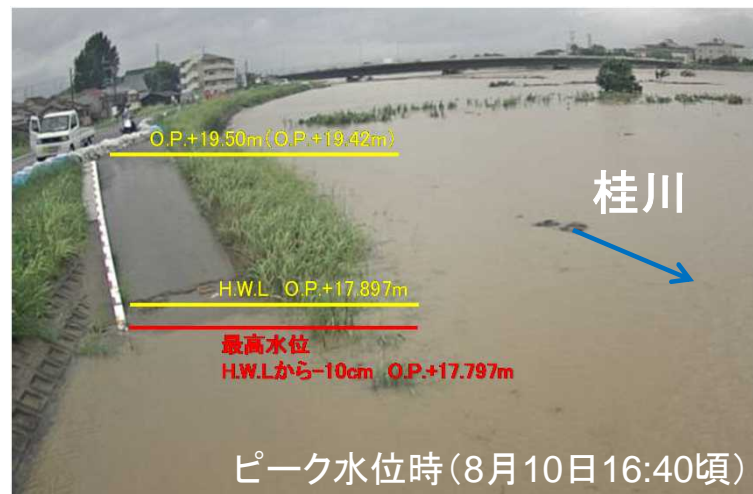 O.P.+19.50m(O.P.+19.42m)
桂川
H.W.L O.P.+17.897m
最高水位
H.W.Lから-10cm O.P.+17.797m
ピーク水位時(8月10日16:40頃)